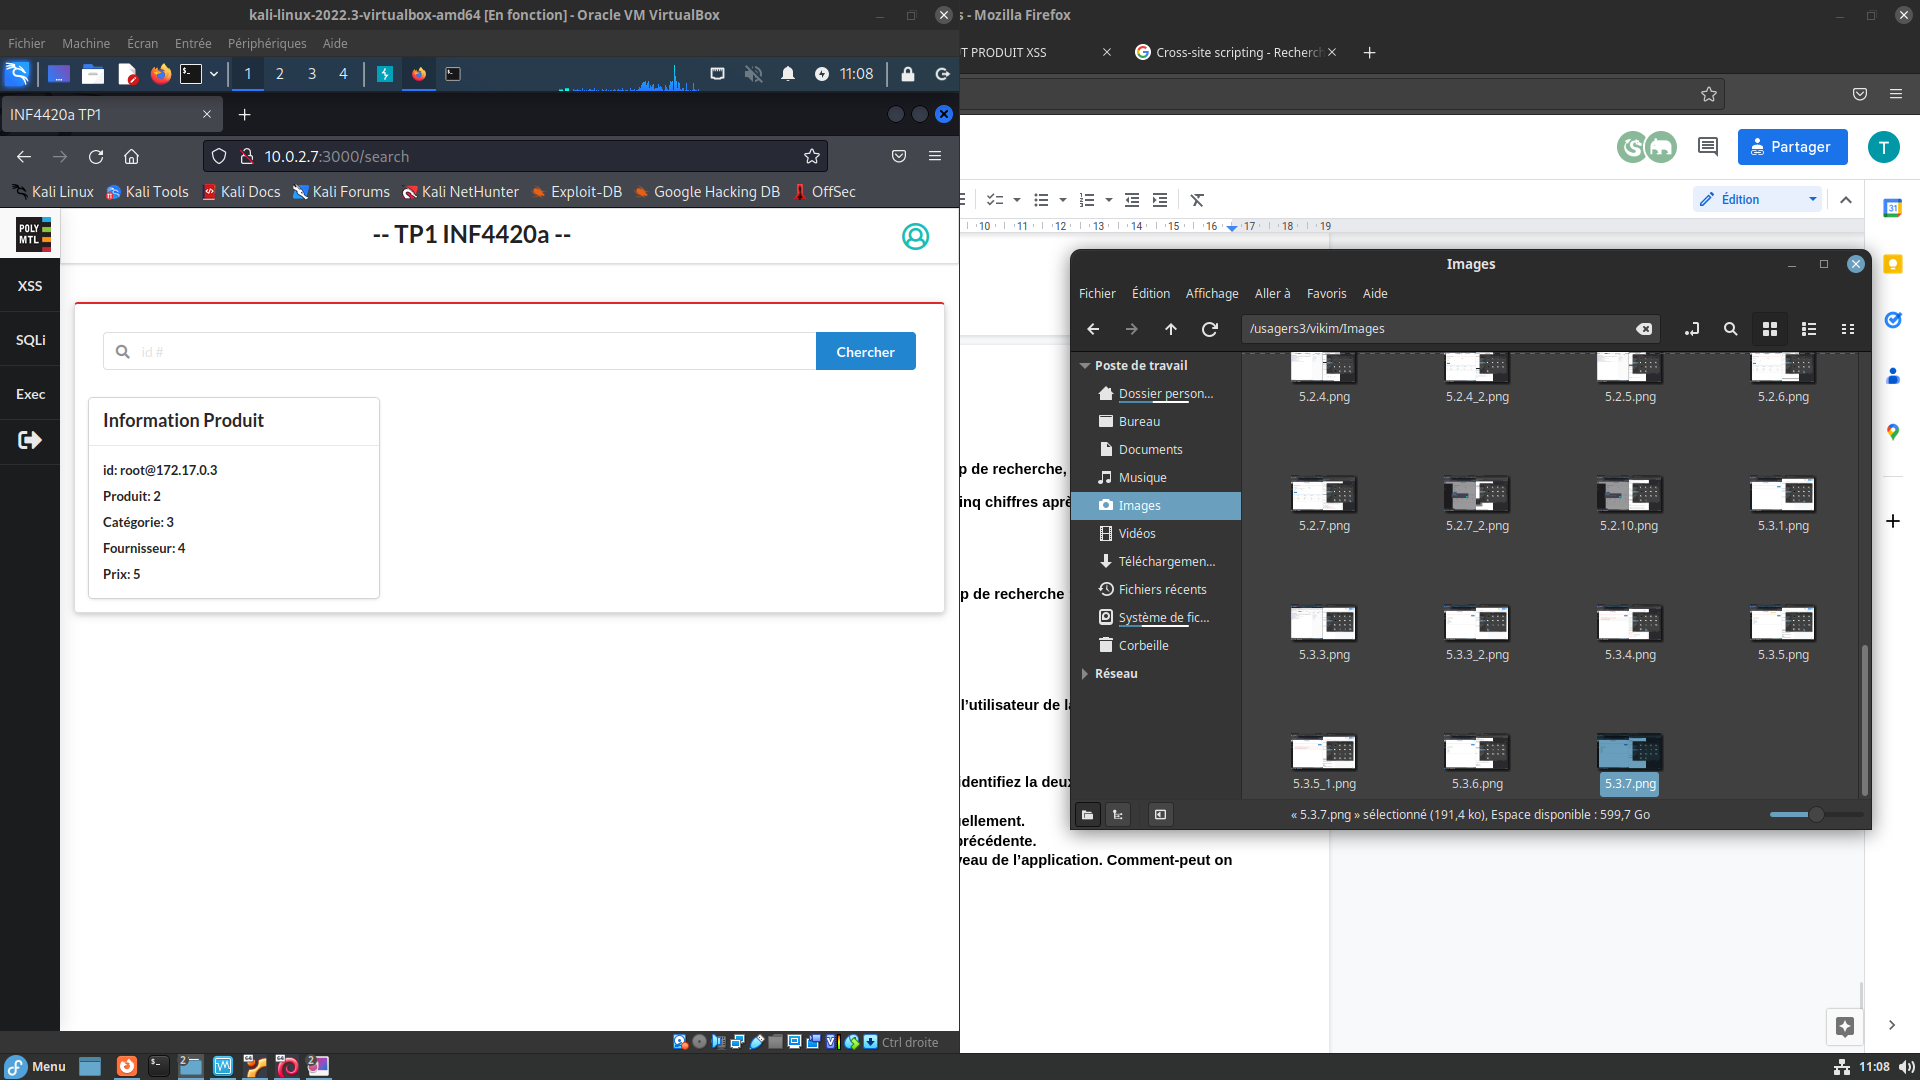 kali-linux-2022.3-virtualbox-amd64 [En fonction] - Oracle VM VirtualBox
Fichier Machine Écran Entrée Périphériques Aide
1 2 3 4 11:08
INF4420a TP1
10.0.2.7:3000/search
Kali Linux Kali Tools Kali Docs Kali Forums Kali NetHunter Exploit-DB Google Hacking DB OffSec
POLY
MTL
-- TP1 INF4420a --
XSS
SQLi
Exec
id #
Chercher
Information Produit
id: root@172.17.0.3
Produit: 2
Catégorie: 3
Fournisseur: 4
Prix: 5
Ctrl droite
s - Mozilla Firefox
T PRODUIT XSS
Cross-site scripting - Recherch
Partager
T
Édition
10 11 12 13 14 15 16 17 18 19
31
p de recherche,
inq chiffres aprè
p de recherche
l'utilisateur de la
identifiez la deux
ellement.
précédente.
veau de l'application. Comment-peut on
Images
Fichier Édition Affichage Aller à Favoris Aide
/usagers3/vikim/Images
Poste de travail
Dossier person...
Bureau
Documents
Musique
Images
Vidéos
Téléchargemen...
Fichiers récents
Système de fic...
Corbeille
Réseau
5.2.4.png 5.2.4_2.png 5.2.5.png 5.2.6.png
5.2.7.png 5.2.7_2.png 5.2.10.png 5.3.1.png
5.3.3.png 5.3.3_2.png 5.3.4.png 5.3.5.png
5.3.5_1.png 5.3.6.png 5.3.7.png
« 5.3.7.png » sélectionné (191,4 ko), Espace disponible : 599,7 Go
Menu
2
2
11:08